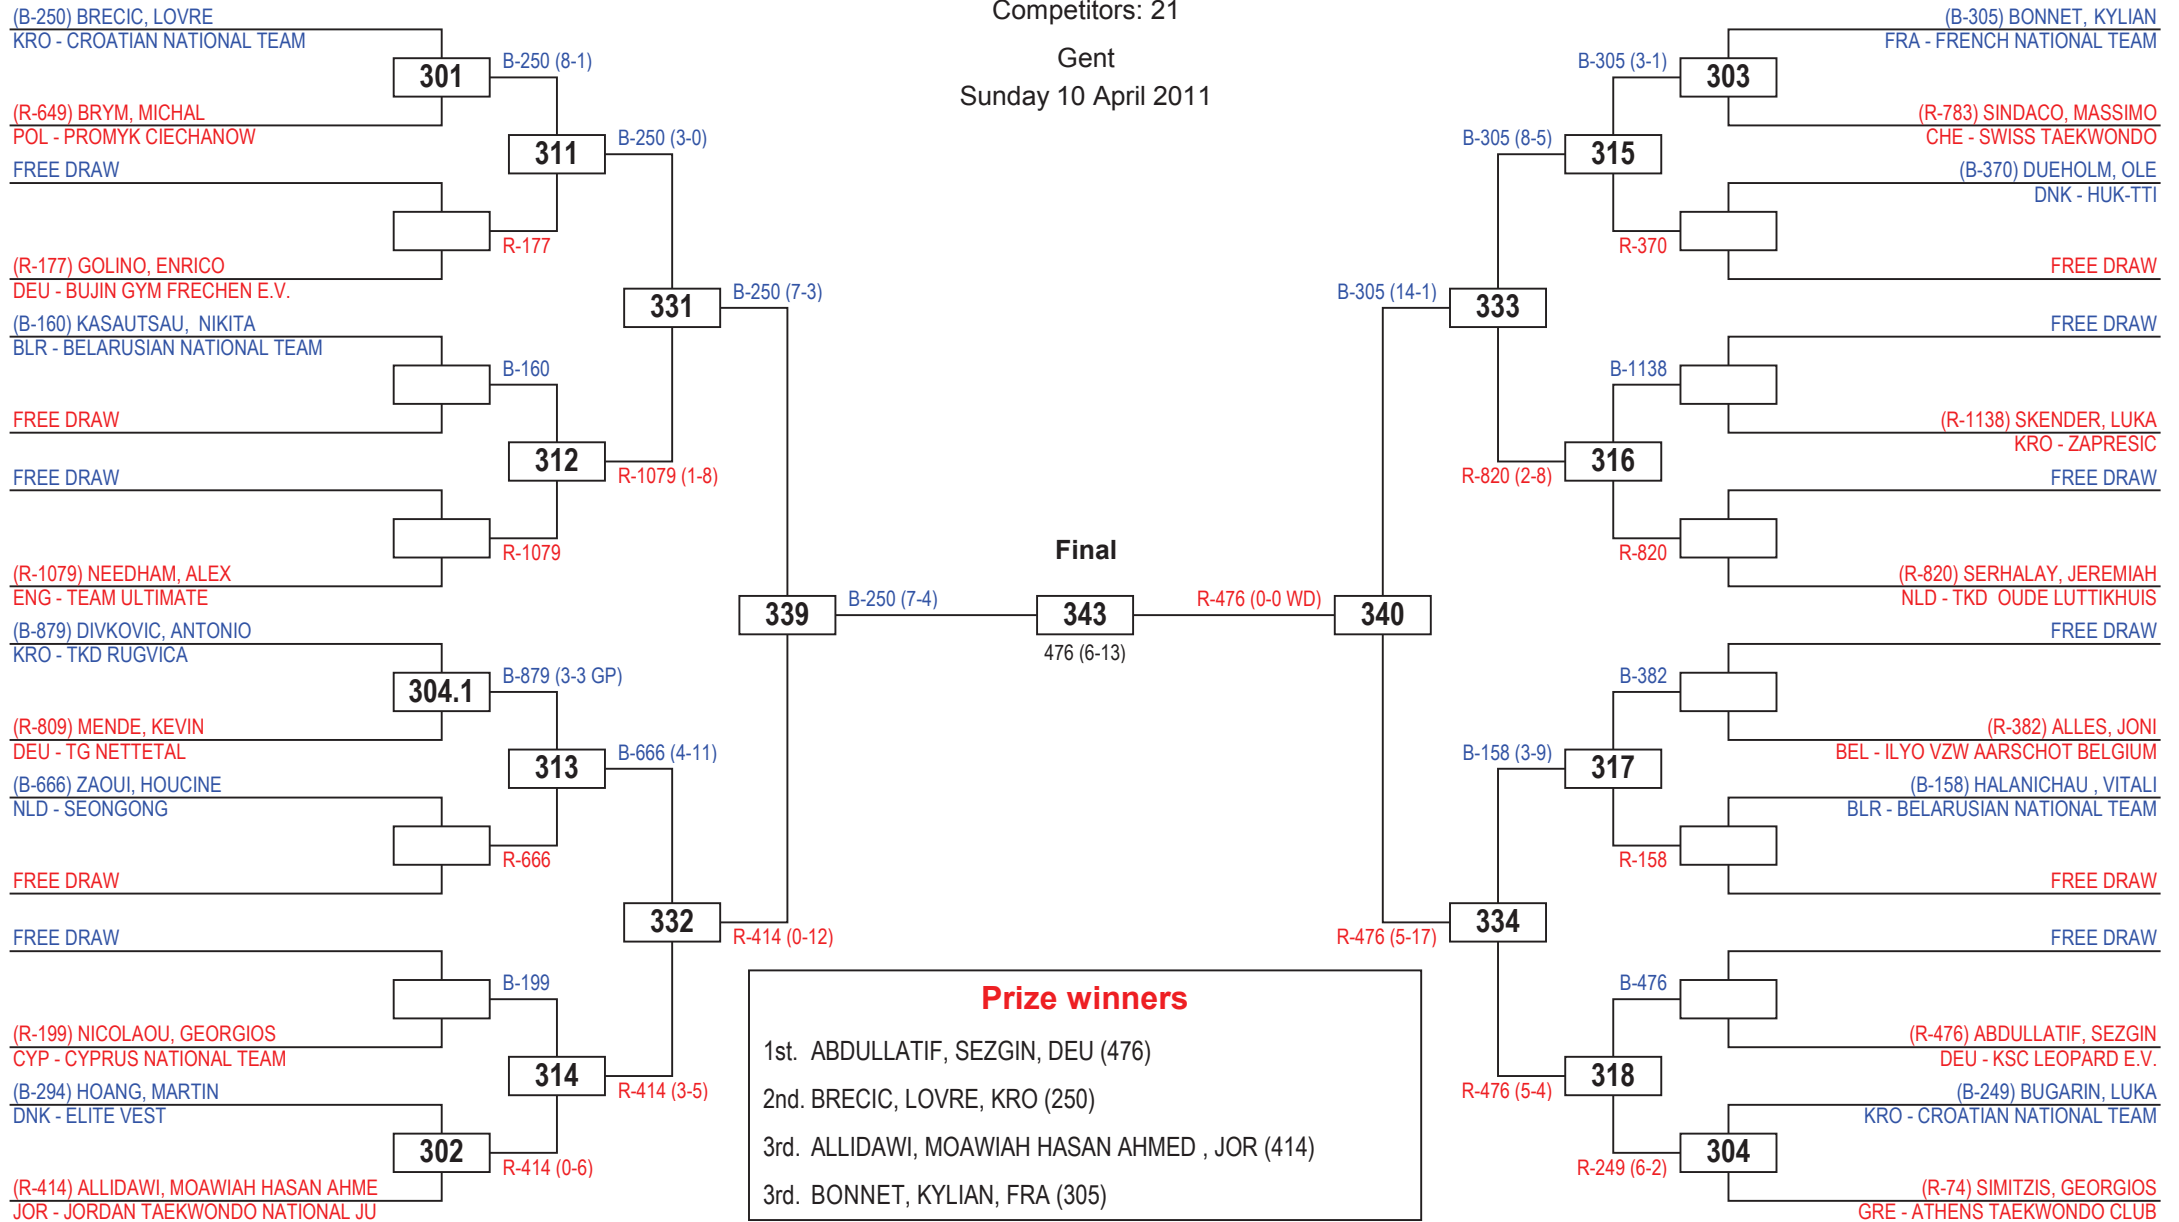 Competitors: 21
Gent
Sunday 10 April 2011
(B-250) BRECIC, LOVRE
KRO - CROATIAN NATIONAL TEAM
301
B-250 (8-1)
(R-649) BRYM, MICHAL
POL - PROMYK CIECHANOW
311
B-250 (3-0)
FREE DRAW
R-177
(R-177) GOLINO, ENRICO
DEU - BUJIN GYM FRECHEN E.V.
331
B-250 (7-3)
(B-160) KASAUTSAU, NIKITA
BLR - BELARUSIAN NATIONAL TEAM
B-160
FREE DRAW
312
R-1079 (1-8)
FREE DRAW
R-1079
(R-1079) NEEDHAM, ALEX
ENG - TEAM ULTIMATE
339
B-250 (7-4)
(B-879) DIVKOVIC, ANTONIO
KRO - TKD RUGVICA
304.1
B-879 (3-3 GP)
(R-809) MENDE, KEVIN
DEU - TG NETTETAL
313
B-666 (4-11)
(B-666) ZAOUI, HOUCINE
NLD - SEONGONG
R-666
FREE DRAW
332
R-414 (0-12)
FREE DRAW
B-199
(R-199) NICOLAOU, GEORGIOS
CYP - CYPRUS NATIONAL TEAM
314
R-414 (3-5)
(B-294) HOANG, MARTIN
DNK - ELITE VEST
302
R-414 (0-6)
(R-414) ALLIDAWI, MOAWIAH HASAN AHME
JOR - JORDAN TAEKWONDO NATIONAL JU
Final
343
476 (6-13)
(B-305) BONNET, KYLIAN
FRA - FRENCH NATIONAL TEAM
B-305 (3-1)
303
(R-783) SINDACO, MASSIMO
CHE - SWISS TAEKWONDO
B-305 (8-5)
315
(B-370) DUEHOLM, OLE
DNK - HUK-TTI
R-370
FREE DRAW
B-305 (14-1)
333
FREE DRAW
B-1138
(R-1138) SKENDER, LUKA
KRO - ZAPRESIC
316
R-820 (2-8)
FREE DRAW
R-820
(R-820) SERHALAY, JEREMIAH
NLD - TKD OUDE LUTTIKHUIS
R-476 (0-0 WD)
340
FREE DRAW
B-382
(R-382) ALLES, JONI
BEL - ILYO VZW AARSCHOT BELGIUM
B-158 (3-9)
317
(B-158) HALANICHAU , VITALI
BLR - BELARUSIAN NATIONAL TEAM
R-158
FREE DRAW
334
R-476 (5-17)
FREE DRAW
B-476
(R-476) ABDULLATIF, SEZGIN
DEU - KSC LEOPARD E.V.
318
R-476 (5-4)
(B-249) BUGARIN, LUKA
KRO - CROATIAN NATIONAL TEAM
304
R-249 (6-2)
(R-74) SIMITZIS, GEORGIOS
GRE - ATHENS TAEKWONDO CLUB
Prize winners
1st. ABDULLATIF, SEZGIN, DEU (476)
2nd. BRECIC, LOVRE, KRO (250)
3rd. ALLIDAWI, MOAWIAH HASAN AHMED , JOR (414)
3rd. BONNET, KYLIAN, FRA (305)